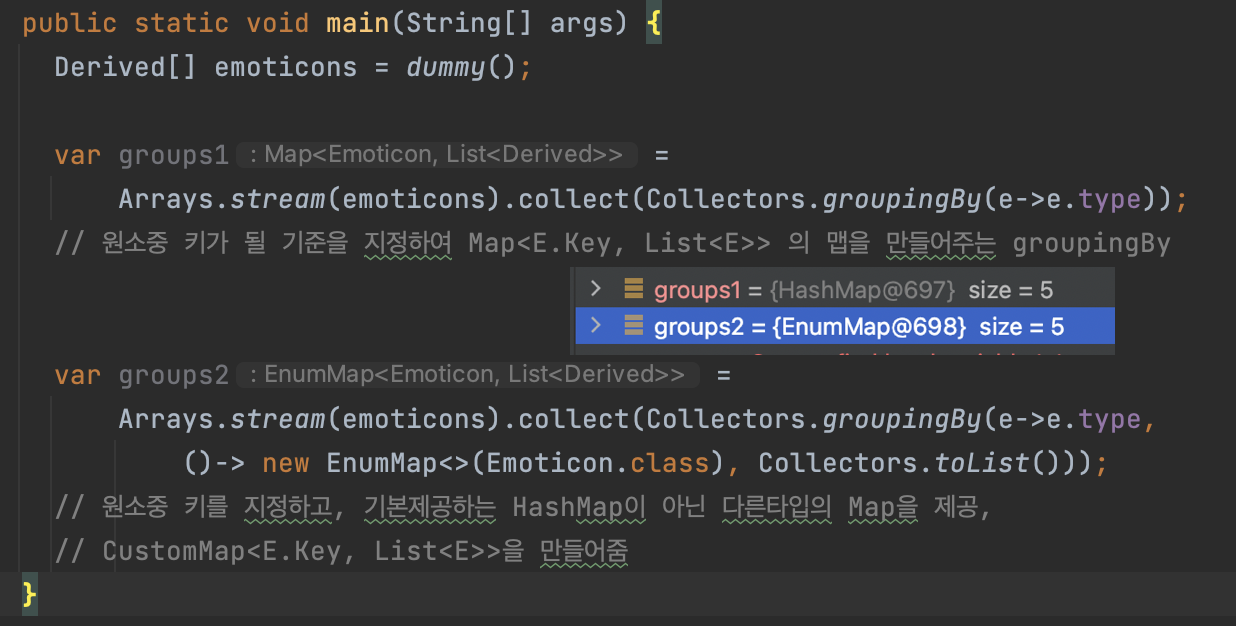 public static void main(String[] args) {
Derived[] emoticons = dummy();
var groups1 : Map<Emoticon, List<Derived>> =
Arrays.stream(emoticons).collect(Collectors.groupingBy(e->e.type));
// 원소중 키가 될 기준을 지정하여 Map<E.Key, List<E>> 의 맵을 만들어주는 groupingBy
groups1 = {HashMap@697} size = 5
groups2 = {EnumMap@698} size = 5
var groups2 : EnumMap<Emoticon, List<Derived>> =
Arrays.stream(emoticons).collect(Collectors.groupingBy(e->e.type,
()-> new EnumMap<>(Emoticon.class), Collectors.toList()));
// 원소중 키를 지정하고, 기본제공하는 HashMap이 아닌 다른타입의 Map을 제공,
// CustomMap<E.Key, List<E>>을 만들어줌
}